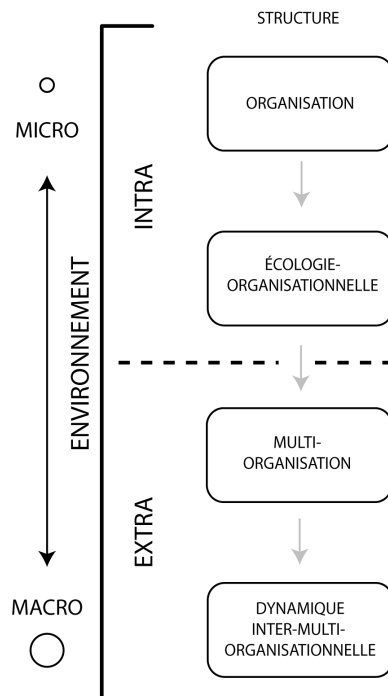 STRUCTURE
ORGANISATION
MICRO
INTRA
ÉCOLOGIE-
ORGANISATIONNELLE
ENVIRONNEMENT
MULTI-
ORGANISATION
EXTRA
MACRO
DYNAMIQUE
INTER-MULTI-
ORGANISATIONNELLE